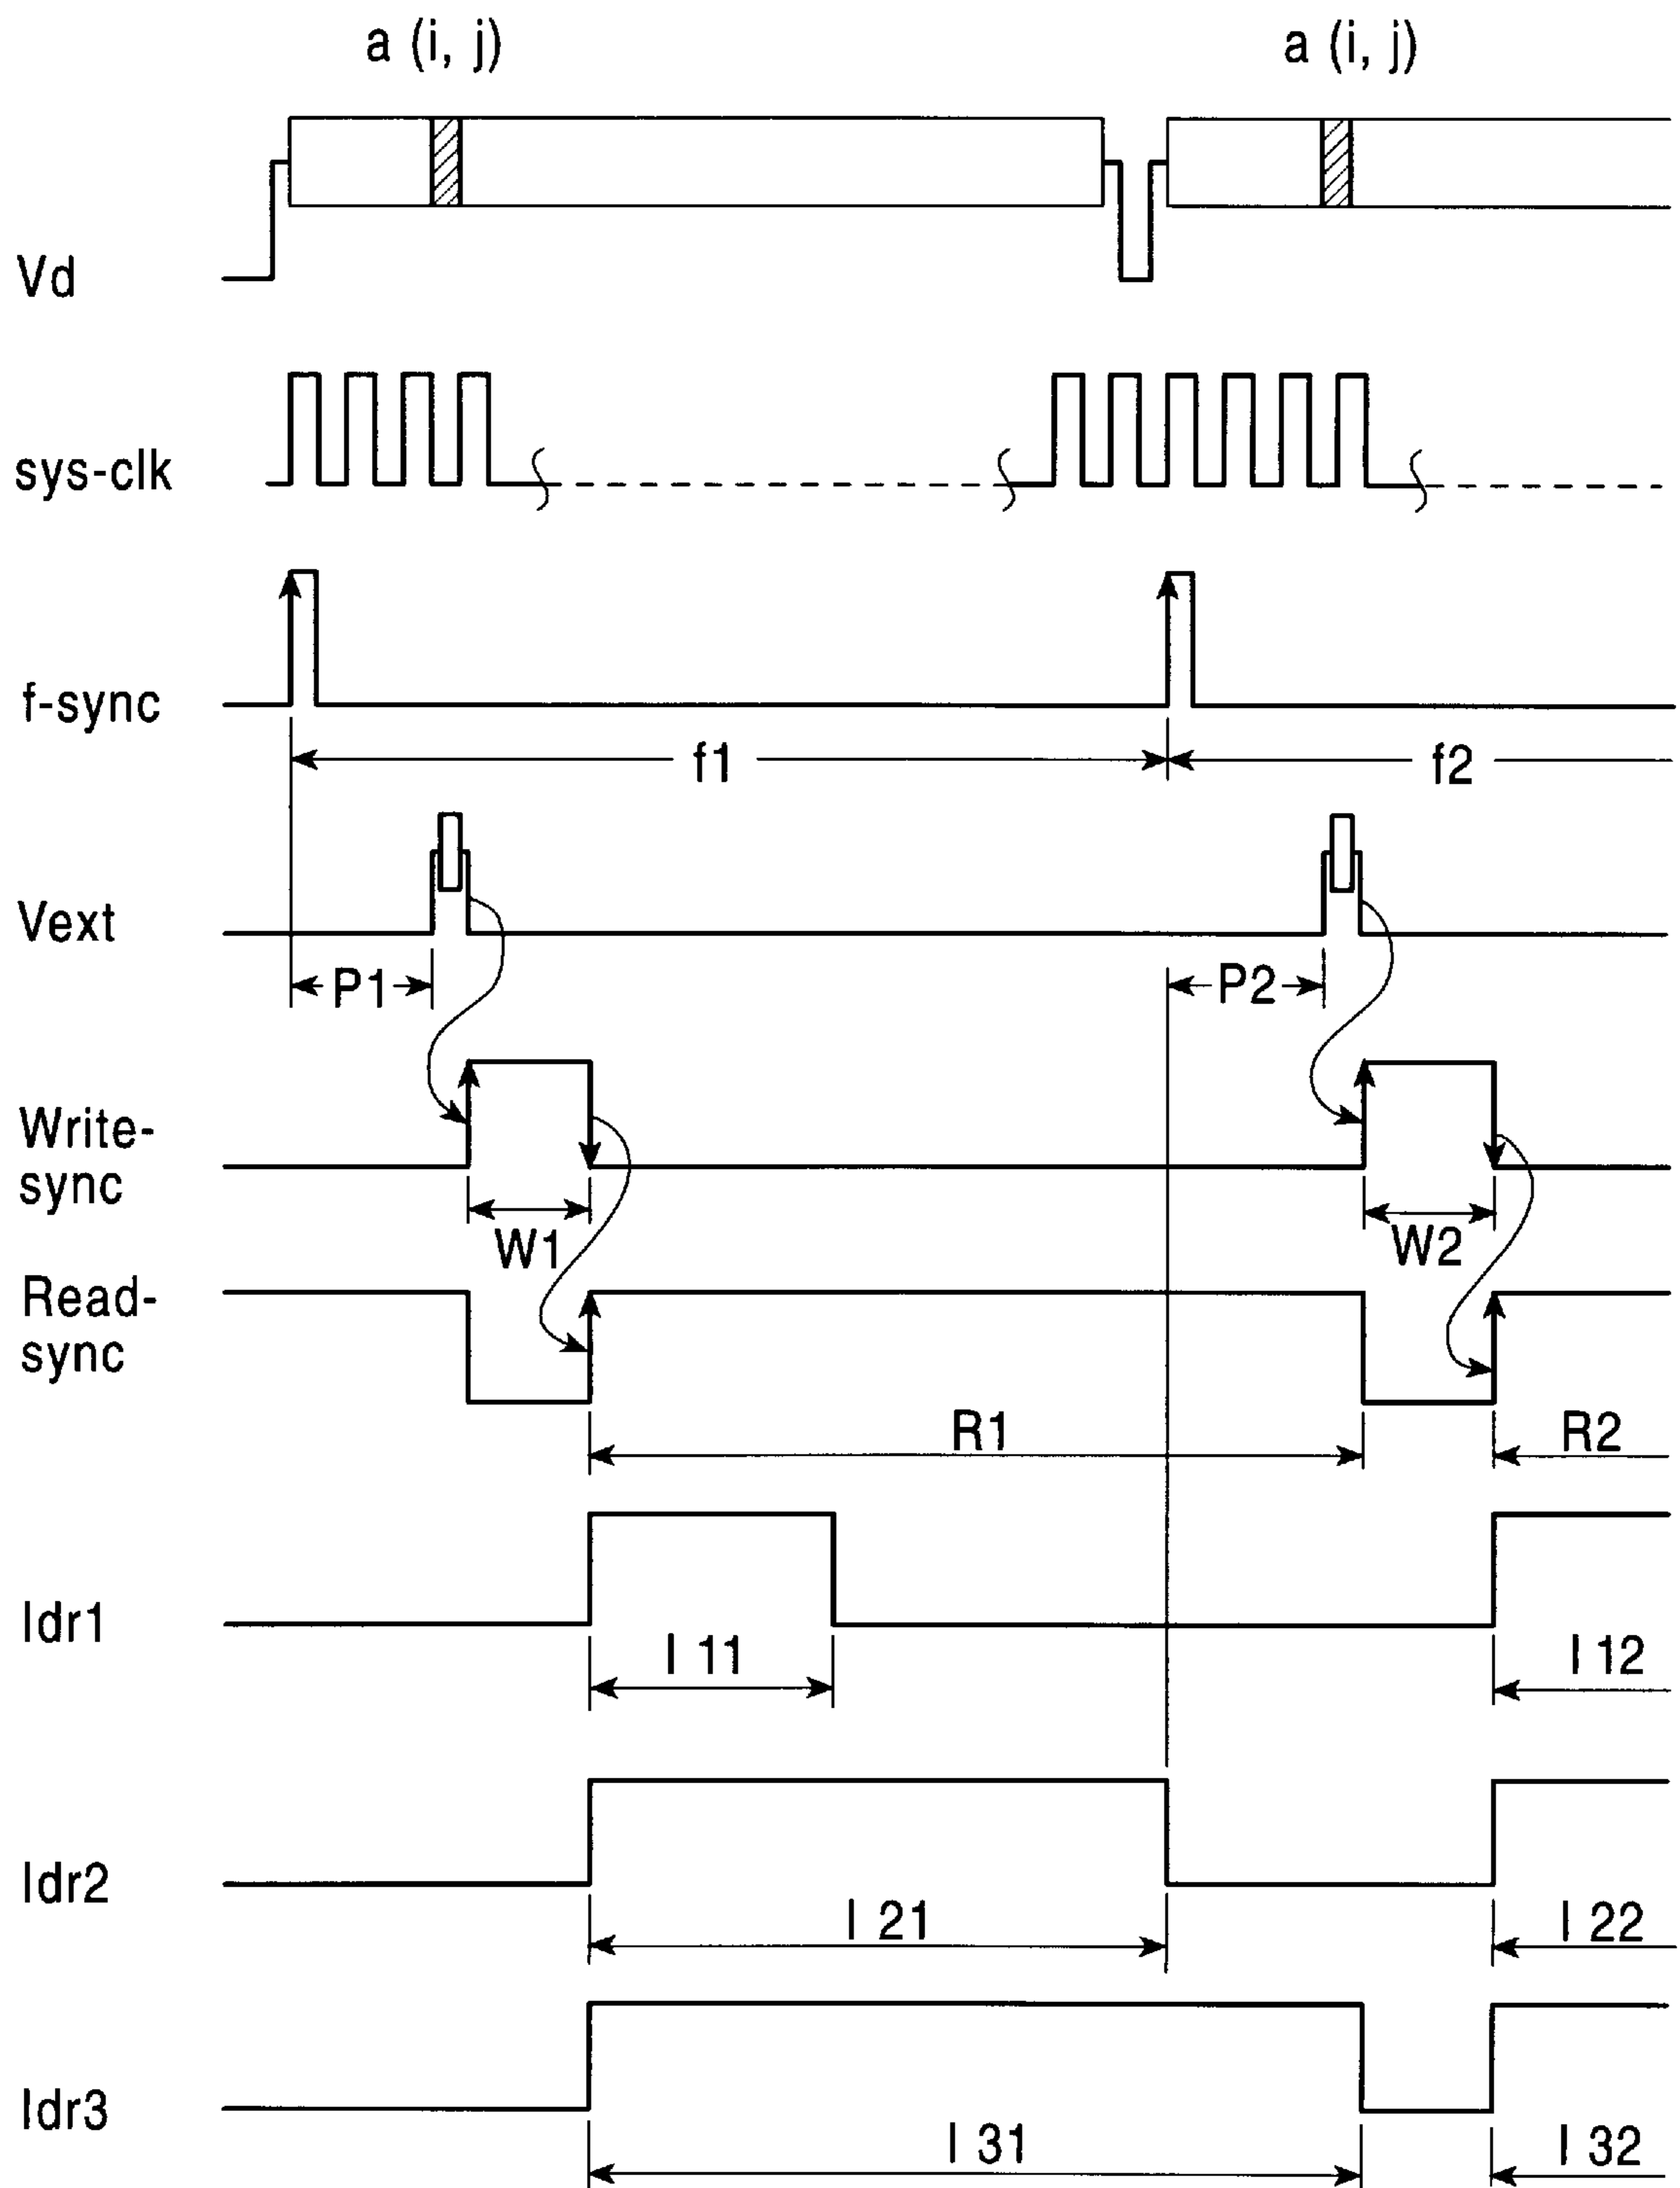 a (i, j)
a (i, j)
Vd
sys-clk
f-sync
f1
f2
Vext
P1
P2
Write-
sync
W1
W2
Read-
sync
R1
R2
Idr1
I 11
I 12
Idr2
I 21
I 22
Idr3
I 31
I 32